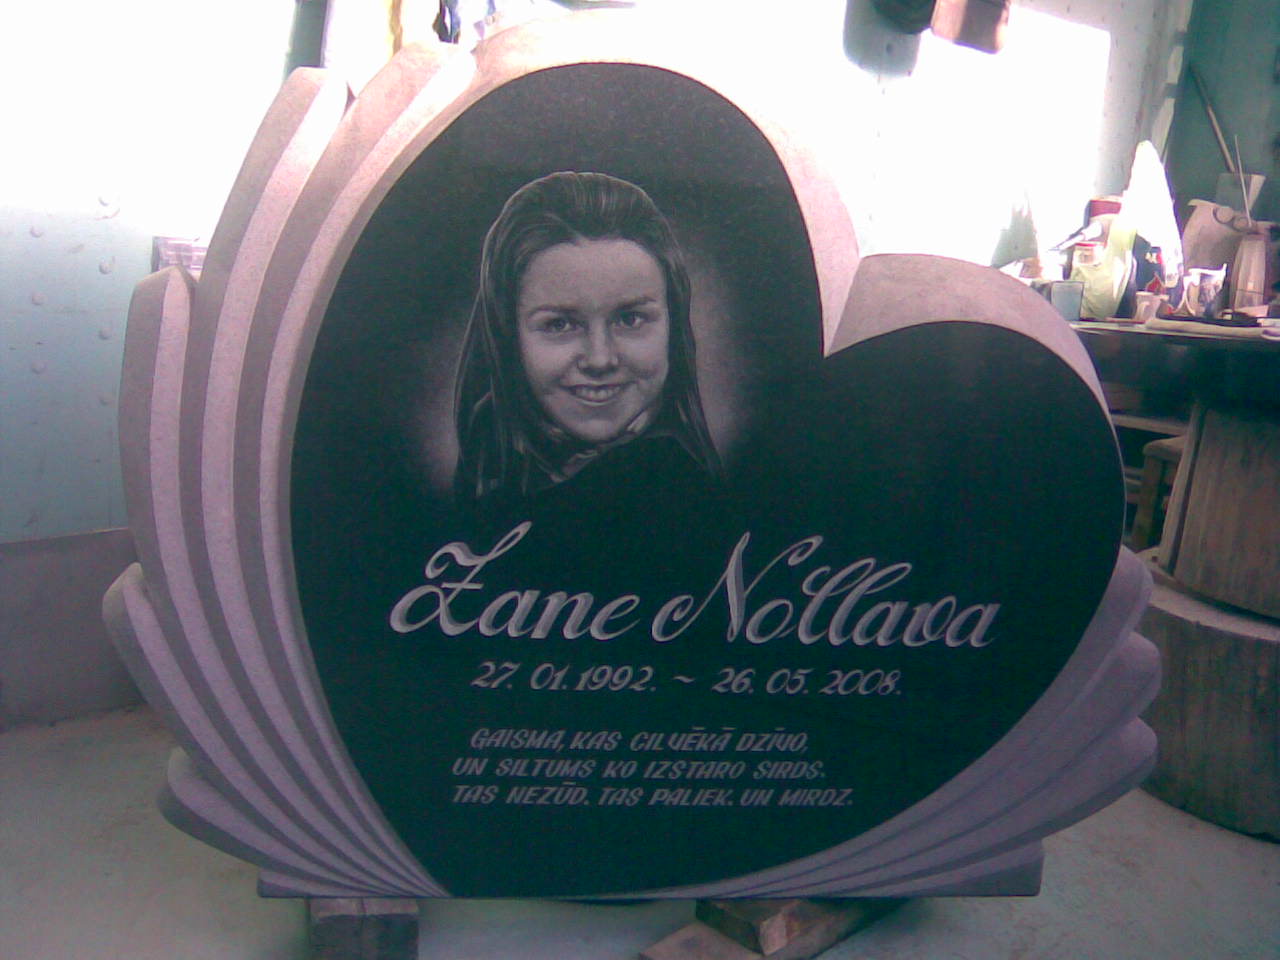 Zane Nollava
27. 01. 1992. ~ 26. 05. 2008.
GAISMA, KAS CILVĒKĀ DZĪVO,
UN SILTUMS KO IZSTARO SIRDS.
TAS NEZŪD. TAS PALIEK. UN MIRDZ.